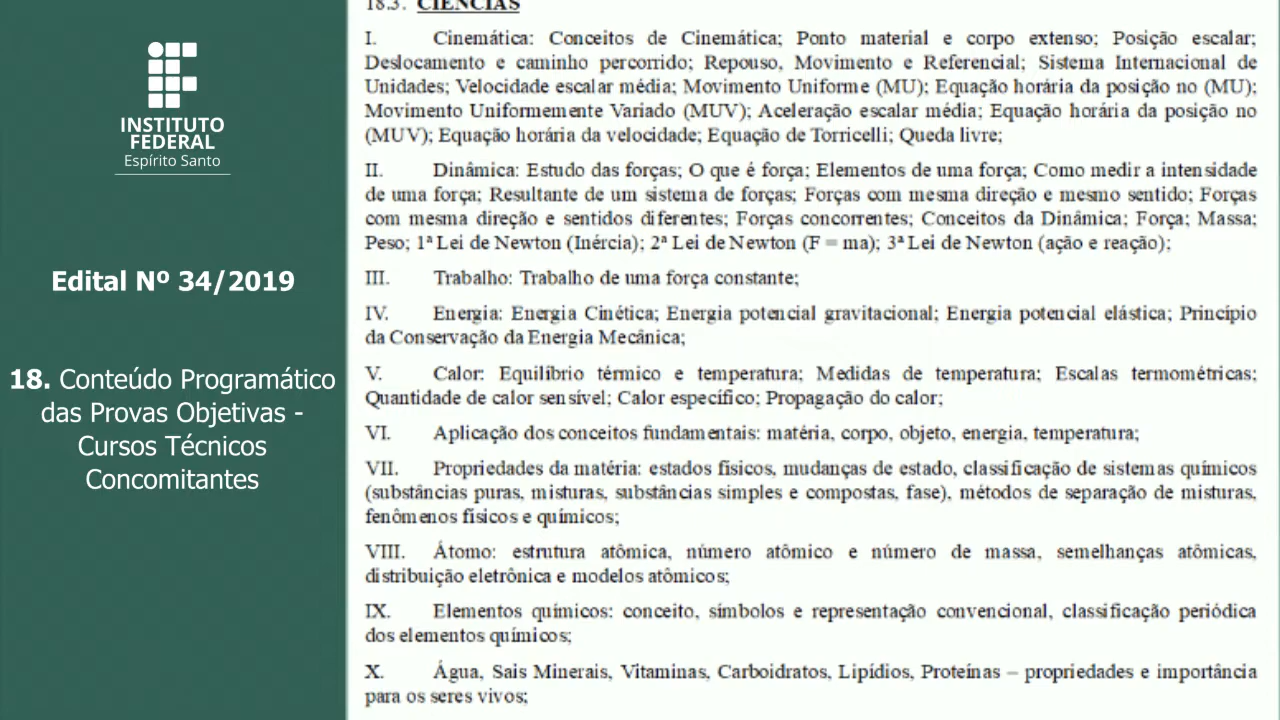 INSTITUTO
FEDERAL
Espírito Santo
Edital Nº 34/2019
18. Conteúdo Programático
das Provas Objetivas -
Cursos Técnicos
Concomitantes
18.3. CIÊNCIAS
I. Cinemática: Conceitos de Cinemática; Ponto material e corpo extenso; Posição escalar;
Deslocamento e caminho percorrido; Repouso, Movimento e Referencial; Sistema Internacional de
Unidades; Velocidade escalar média; Movimento Uniforme (MU); Equação horária da posição no (MU);
Movimento Uniformemente Variado (MUV); Aceleração escalar média; Equação horária da posição no
(MUV); Equação horária da velocidade; Equação de Torricelli; Queda livre;
II. Dinâmica: Estudo das forças; O que é força; Elementos de uma força; Como medir a intensidade
de uma força; Resultante de um sistema de forças; Forças com mesma direção e mesmo sentido; Forças
com mesma direção e sentidos diferentes; Forças concorrentes; Conceitos da Dinâmica; Força; Massa;
Peso; 1ª Lei de Newton (Inércia); 2ª Lei de Newton (F = ma); 3ª Lei de Newton (ação e reação);
III. Trabalho: Trabalho de uma força constante;
IV. Energia: Energia Cinética; Energia potencial gravitacional; Energia potencial elástica; Princípio
da Conservação da Energia Mecânica;
V. Calor: Equilíbrio térmico e temperatura; Medidas de temperatura; Escalas termométricas;
Quantidade de calor sensível; Calor específico; Propagação do calor;
VI. Aplicação dos conceitos fundamentais: matéria, corpo, objeto, energia, temperatura;
VII. Propriedades da matéria: estados físicos, mudanças de estado, classificação de sistemas químicos
(substâncias puras, misturas, substâncias simples e compostas, fase), métodos de separação de misturas,
fenômenos físicos e químicos;
VIII. Átomo: estrutura atômica, número atômico e número de massa, semelhanças atômicas,
distribuição eletrônica e modelos atômicos;
IX. Elementos químicos: conceito, símbolos e representação convencional, classificação periódica
dos elementos químicos;
X. Água, Sais Minerais, Vitaminas, Carboidratos, Lipídios, Proteínas – propriedades e importância
para os seres vivos;